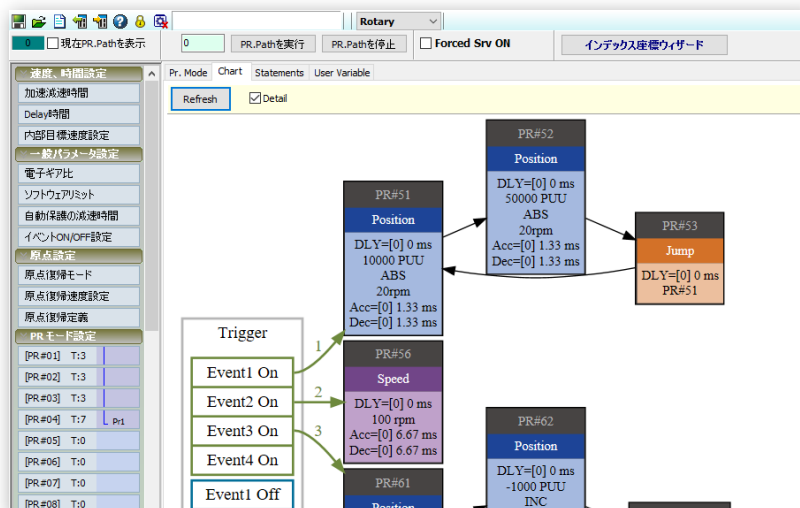 Rotary
0
現在PR.Pathを表示
0
PR.Pathを実行
PR.Pathを停止
Forced Srv ON
インデックス座標ウィザード
速度、時間設定
加速減速時間
Delay時間
内部目標速度設定
一般パラメータ設定
電子ギア比
ソフトウェアリミット
自動保護の減速時間
イベントON/OFF設定
原点設定
原点復帰モード
原点復帰速度設定
原点復帰定義
PRモード設定
[PR#01] T:3
[PR#02] T:3
[PR#03] T:3
[PR#04] T:7 Pr1
[PR#05] T:0
[PR#06] T:0
[PR#07] T:0
[PR#08] T:0
Pr. Mode
Chart
Statements
User Variable
Refresh
Detail
Trigger
Event1 On
Event2 On
Event3 On
Event4 On
Event1 Off
1
2
3
PR#51
Position
DLY=[0] 0 ms
10000 PUU
ABS
20rpm
Acc=[0] 1.33 ms
Dec=[0] 1.33 ms
PR#52
Position
DLY=[0] 0 ms
50000 PUU
ABS
20rpm
Acc=[0] 1.33 ms
Dec=[0] 1.33 ms
PR#53
Jump
DLY=[0] 0 ms
PR#51
PR#56
Speed
DLY=[0] 0 ms
100 rpm
Acc=[0] 6.67 ms
Dec=[0] 6.67 ms
PR#61
Position
PR#62
Position
DLY=[0] 0 ms
-1000 PUU
INC